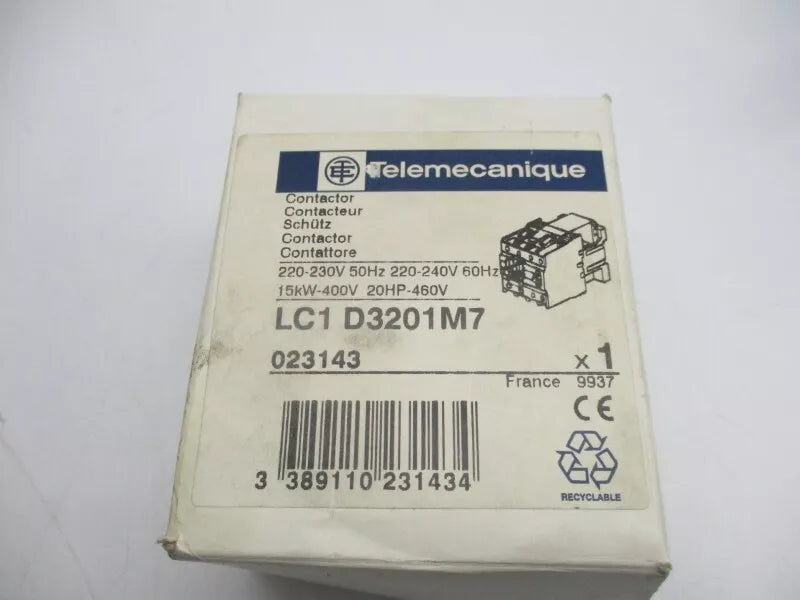 Telemecanique
Contactor
Contacteur
Schütz
Contactor
Contattore
220-230V 50Hz 220-240V 60Hz
15kW-400V 20HP-460V
LC1 D3201M7
023143 x 1
France 9937
CE
3 389110 231434
RECYCLABLE